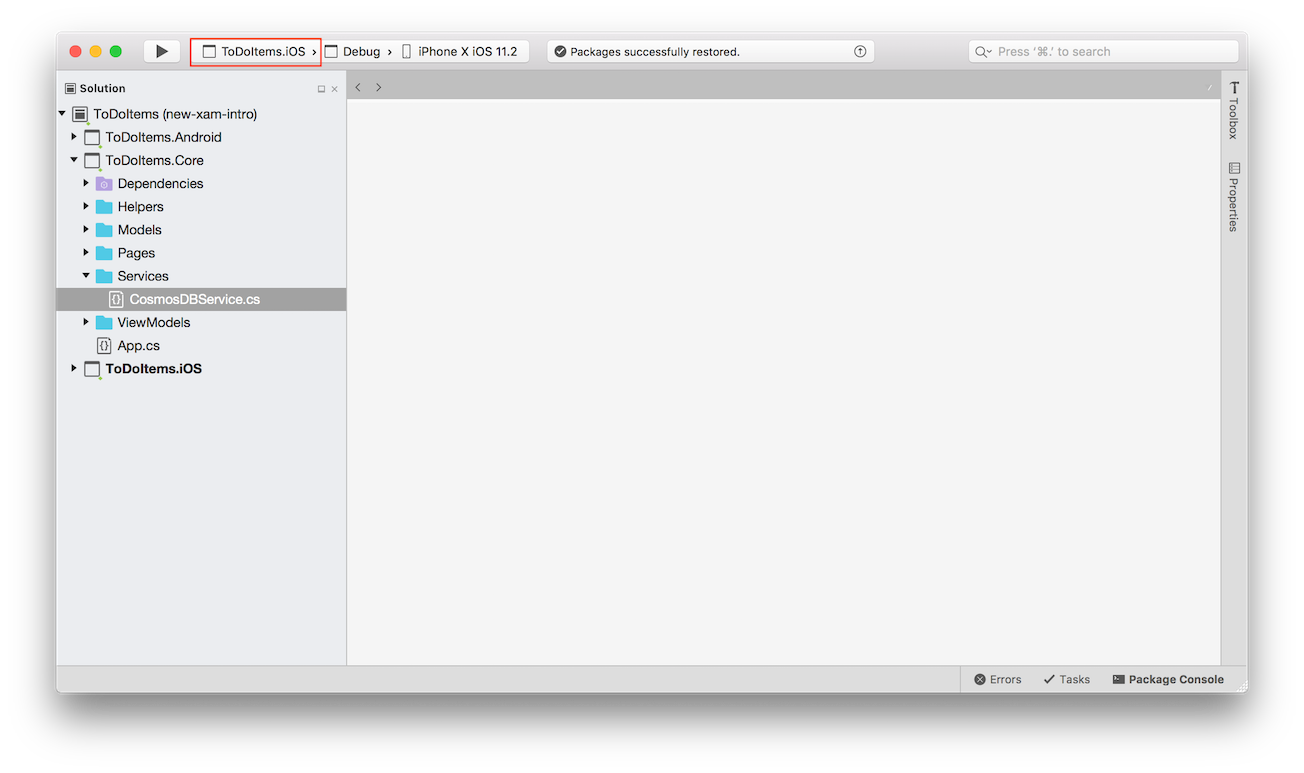 ToDoItems.iOS › Debug › iPhone X iOS 11.2
Packages successfully restored.
Press ‘⌘.’ to search
Solution
ToDoItems (new-xam-intro)
ToDoItems.Android
ToDoItems.Core
Dependencies
Helpers
Models
Pages
Services
CosmosDBService.cs
ViewModels
App.cs
ToDoItems.iOS
Toolbox
Properties
Errors
Tasks
Package Console